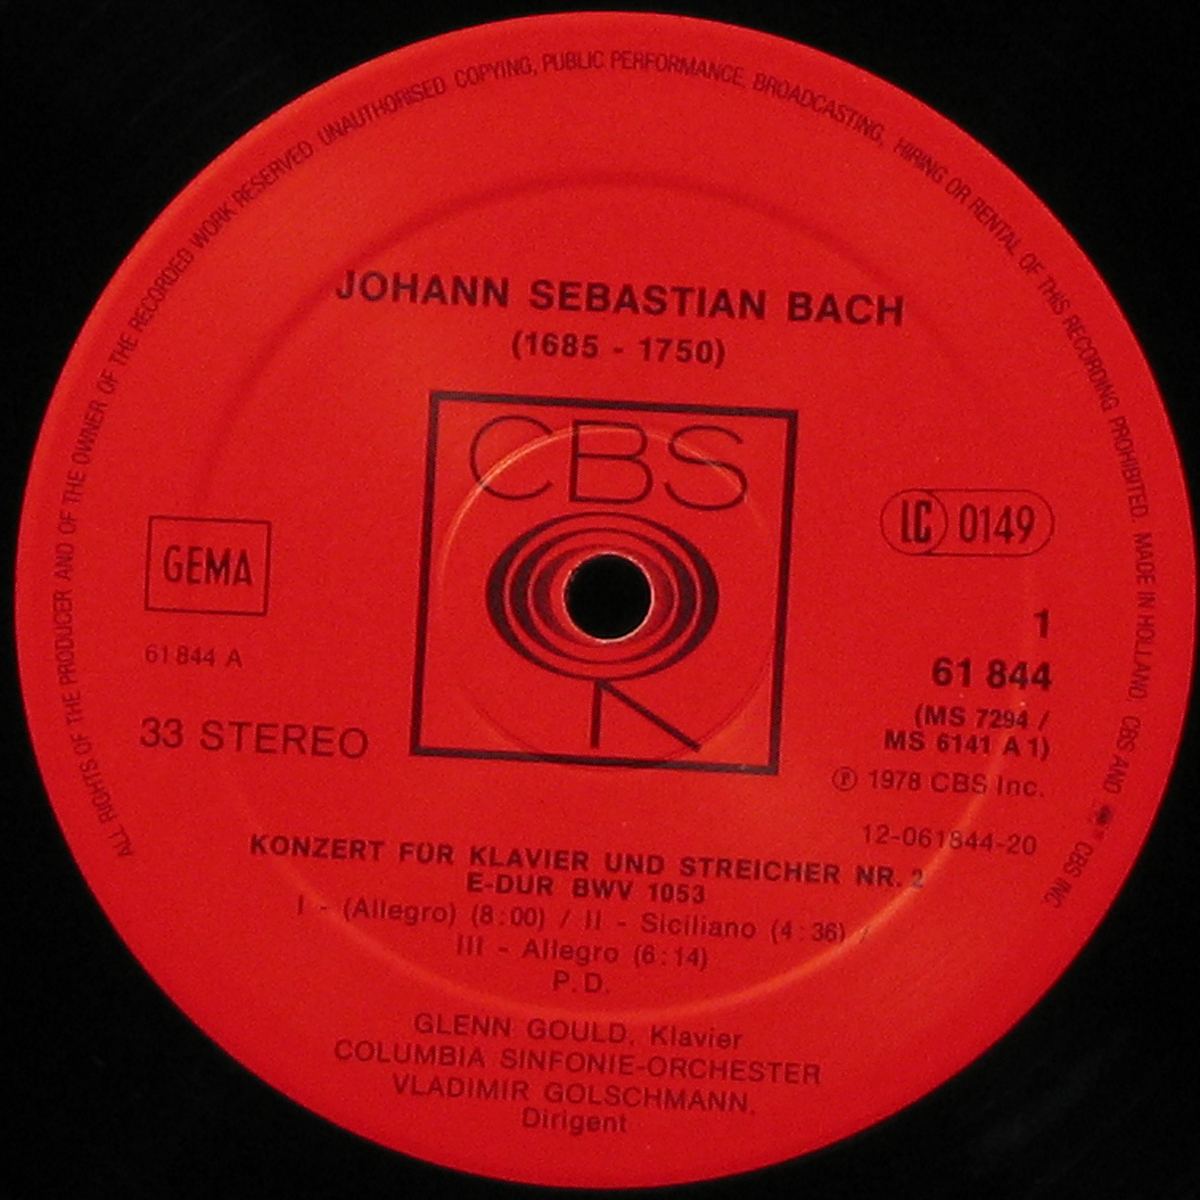 ALL RIGHTS OF THE PRODUCER AND OF THE OWNER OF THE RECORDED WORK RESERVED UNAUTHORISED COPYING, PUBLIC PERFORMANCE, BROADCASTING, HIRING OR RENTAL OF THIS RECORDING PROHIBITED. MADE IN HOLLAND. CBS AND CBS INC
JOHANN SEBASTIAN BACH
(1685 - 1750)
CBS
GEMA
LC 0149
61 844 A
33 STEREO
1
61 844
(MS 7294 /
MS 6141 A 1)
℗ 1978 CBS Inc.
12-061844-20
KONZERT FÜR KLAVIER UND STREICHER NR. 2
E-DUR BWV 1053
I - (Allegro) (8:00) / II - Siciliano (4:36) /
III - Allegro (6:14)
P.D.
GLENN GOULD, Klavier
COLUMBIA SINFONIE-ORCHESTER
VLADIMIR GOLSCHMANN,
Dirigent